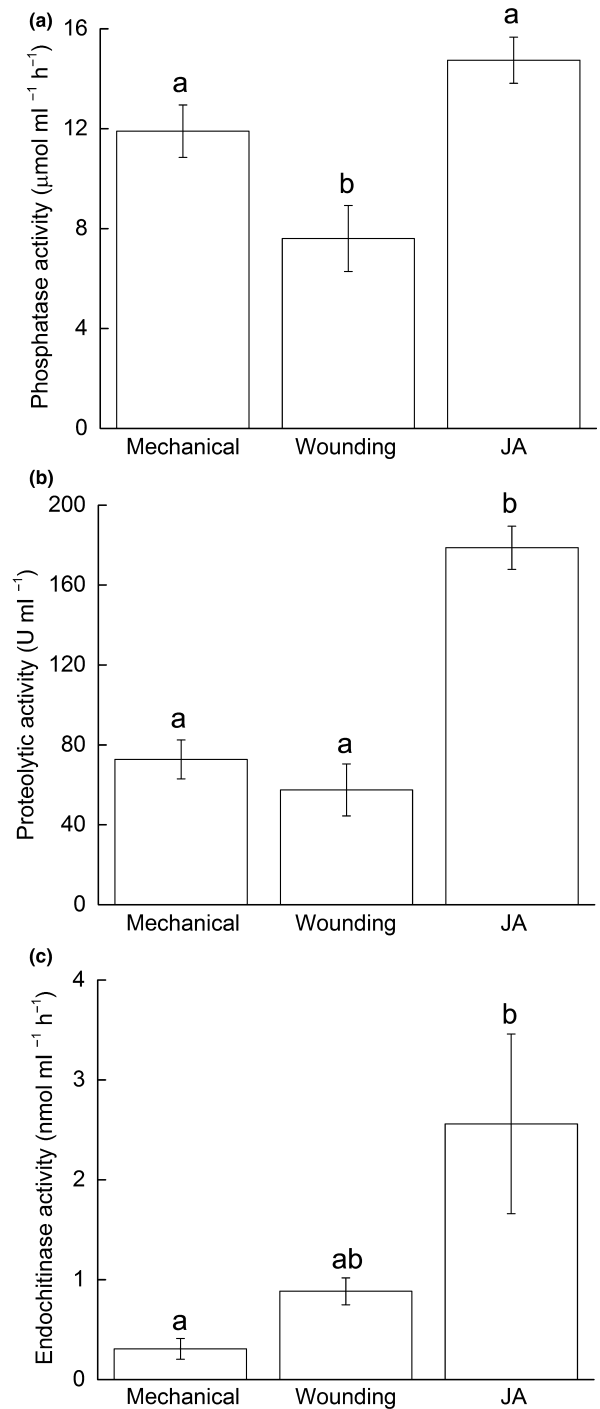 (a)
Phosphatase activity (μmol ml⁻¹ h⁻¹)
16
12
8
4
0
a
b
a
Mechanical Wounding JA
(b)
Proteolytic activity (U ml⁻¹)
200
160
120
80
40
0
a
a
b
Mechanical Wounding JA
(c)
Endochitinase activity (nmol ml⁻¹ h⁻¹)
4
3
2
1
0
a
ab
b
Mechanical Wounding JA